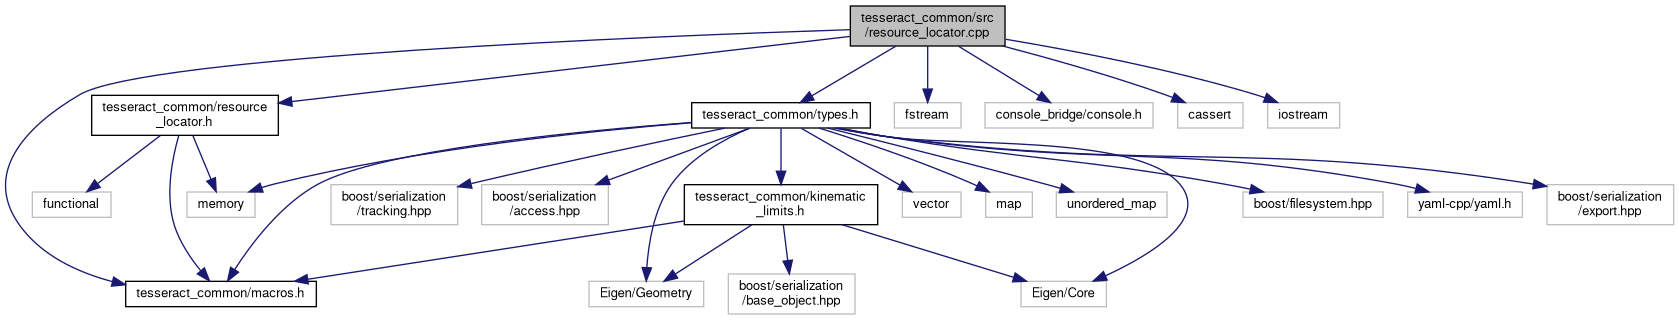 tesseract_common/src
/resource_locator.cpp
tesseract_common/resource
_locator.h
tesseract_common/types.h
fstream
console_bridge/console.h
cassert
iostream
functional
memory
boost/serialization
/tracking.hpp
boost/serialization
/access.hpp
tesseract_common/kinematic
_limits.h
vector
map
unordered_map
boost/filesystem.hpp
yaml-cpp/yaml.h
boost/serialization
/export.hpp
tesseract_common/macros.h
Eigen/Geometry
boost/serialization
/base_object.hpp
Eigen/Core